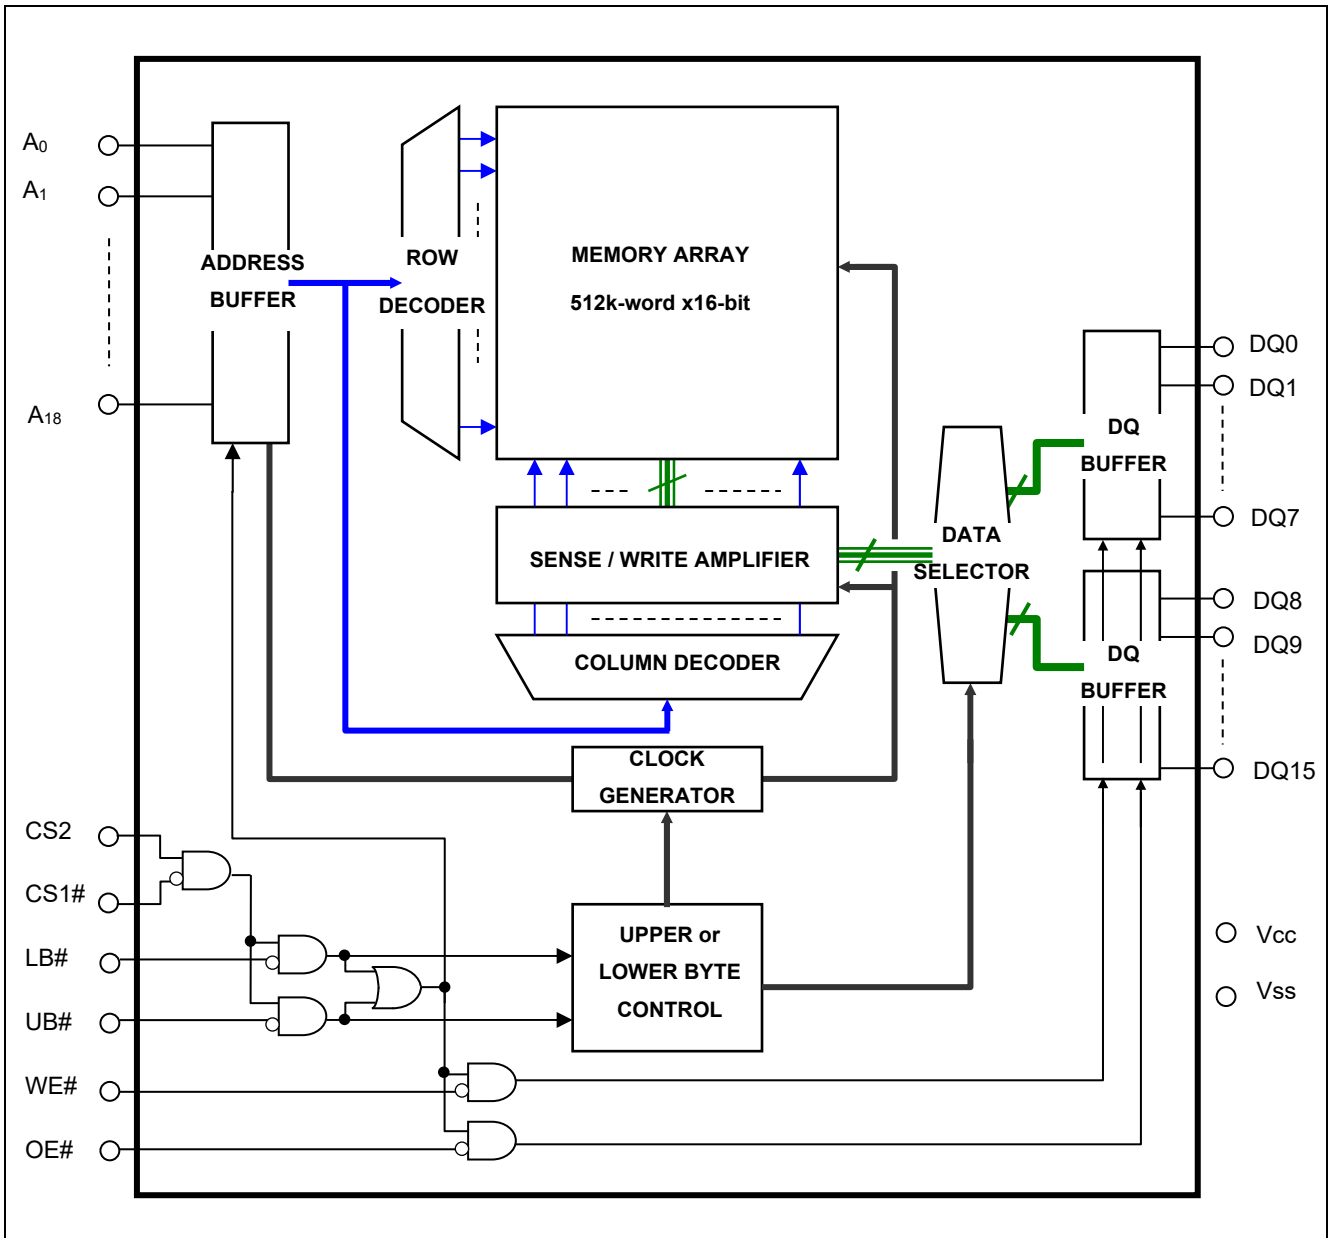 A0
A1
A18
ADDRESS
BUFFER
ROW
DECODER
MEMORY ARRAY
512k-word x16-bit
SENSE / WRITE AMPLIFIER
COLUMN DECODER
CLOCK
GENERATOR
DATA
SELECTOR
DQ
BUFFER
DQ
BUFFER
DQ0
DQ1
DQ7
DQ8
DQ9
DQ15
CS2
CS1#
LB#
UB#
WE#
OE#
UPPER or
LOWER BYTE
CONTROL
Vcc
Vss